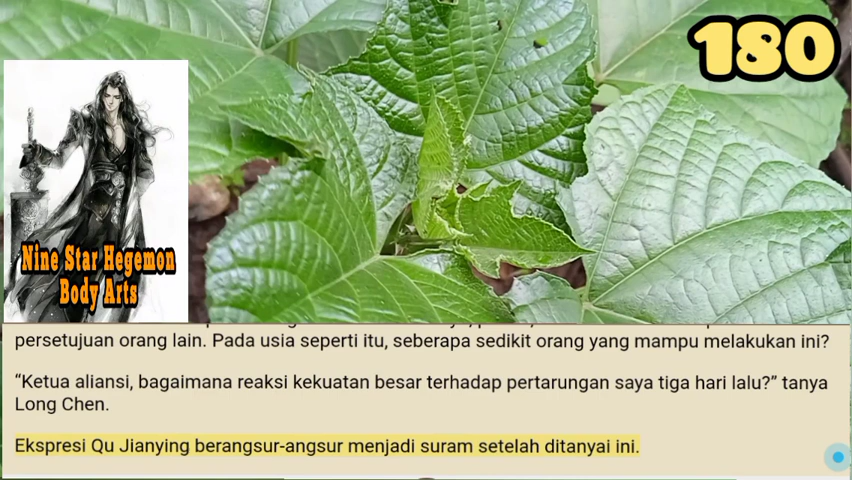 180
Nine Star Hegemon
Body Arts
persetujuan orang lain. Pada usia seperti itu, seberapa sedikit orang yang mampu melakukan ini?
“Ketua aliansi, bagaimana reaksi kekuatan besar terhadap pertarungan saya tiga hari lalu?” tanya
Long Chen.
Ekspresi Qu Jianying berangsur-angsur menjadi suram setelah ditanyai ini.